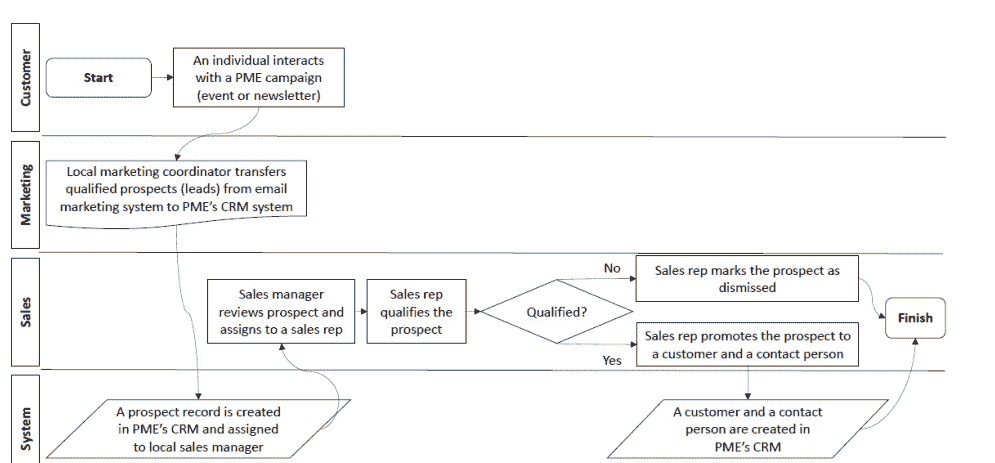 Customer
Start
An individual interacts
with a PME campaign
(event or newsletter)
Marketing
Local marketing coordinator transfers
qualified prospects (leads) from email
marketing system to PME's CRM system
Sales
Sales manager
reviews prospect and
assigns to a sales rep
Sales rep
qualifies the
prospect
Qualified?
No
Sales rep marks the prospect as
dismissed
Yes
Sales rep promotes the prospect to
a customer and a contact person
Finish
System
A prospect record is created
in PME's CRM and assigned
to local sales manager
A customer and a contact
person are created in
PME's CRM